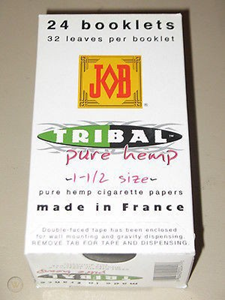 24 booklets
32 leaves per booklet
JOB
®
TRIBAL™
pure hemp
-1-1/2 size-
pure hemp cigarette papers
made in France
Double-faced tape has been enclosed
for wall mounting and gravity dispensing.
REMOVE TAB FOR TAPE AND DISPENSING.